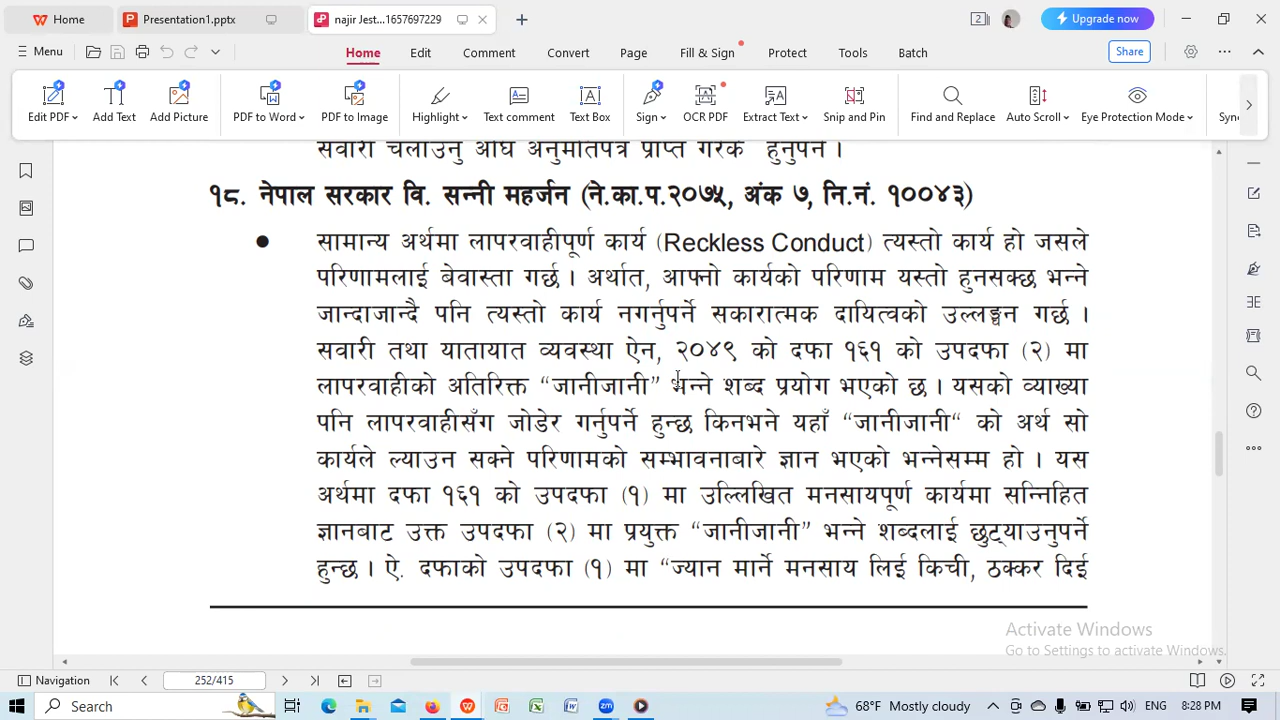 Home
Presentation1.pptx
najir Jest...1657697229
2
Upgrade now
Menu
Home
Edit
Comment
Convert
Page
Fill & Sign
Protect
Tools
Batch
Share
Edit PDF
Add Text
Add Picture
PDF to Word
PDF to Image
Highlight
Text comment
Text Box
Sign
OCR PDF
Extract Text
Snip and Pin
Find and Replace
Auto Scroll
Eye Protection Mode
सवारी चलाउनु अघि अनुमतिपत्र प्राप्त गरेकै हुनुपर्ने ।
१८. नेपाल सरकार वि. सन्नी महर्जन (ने.का.प.२०७५, अंक ७, नि.नं. १००४३)
● सामान्य अर्थमा लापरवाहीपूर्ण कार्य (Reckless Conduct) त्यस्तो कार्य हो जसले
परिणामलाई बेवास्ता गर्छ । अर्थात, आफ्नो कार्यको परिणाम यस्तो हुनसक्छ भन्ने
जान्दाजान्दै पनि त्यस्तो कार्य नगर्नुपर्ने सकारात्मक दायित्वको उल्लङ्घन गर्छ ।
सवारी तथा यातायात व्यवस्था ऐन, २०४९ को दफा १६१ को उपदफा (२) मा
लापरवाहीको अतिरिक्त “जानीजानी” भन्ने शब्द प्रयोग भएको छ । यसको व्याख्या
पनि लापरवाहीसँग जोडेर गर्नुपर्ने हुन्छ किनभने यहाँ “जानीजानी“ को अर्थ सो
कार्यले ल्याउन सक्ने परिणामको सम्भावनाबारे ज्ञान भएको भन्नेसम्म हो । यस
अर्थमा दफा १६१ को उपदफा (१) मा उल्लिखित मनसायपूर्ण कार्यमा सन्निहित
ज्ञानबाट उक्त उपदफा (२) मा प्रयुक्त “जानीजानी” भन्ने शब्दलाई छुट्याउनुपर्ने
हुन्छ । ऐ. दफाको उपदफा (१) मा “ज्यान मार्ने मनसाय लिई किची, ठक्कर दिई
Activate Windows
Go to Settings to activate Windows.
Navigation
252/415
Search
68°F Mostly cloudy
ENG
8:28 PM